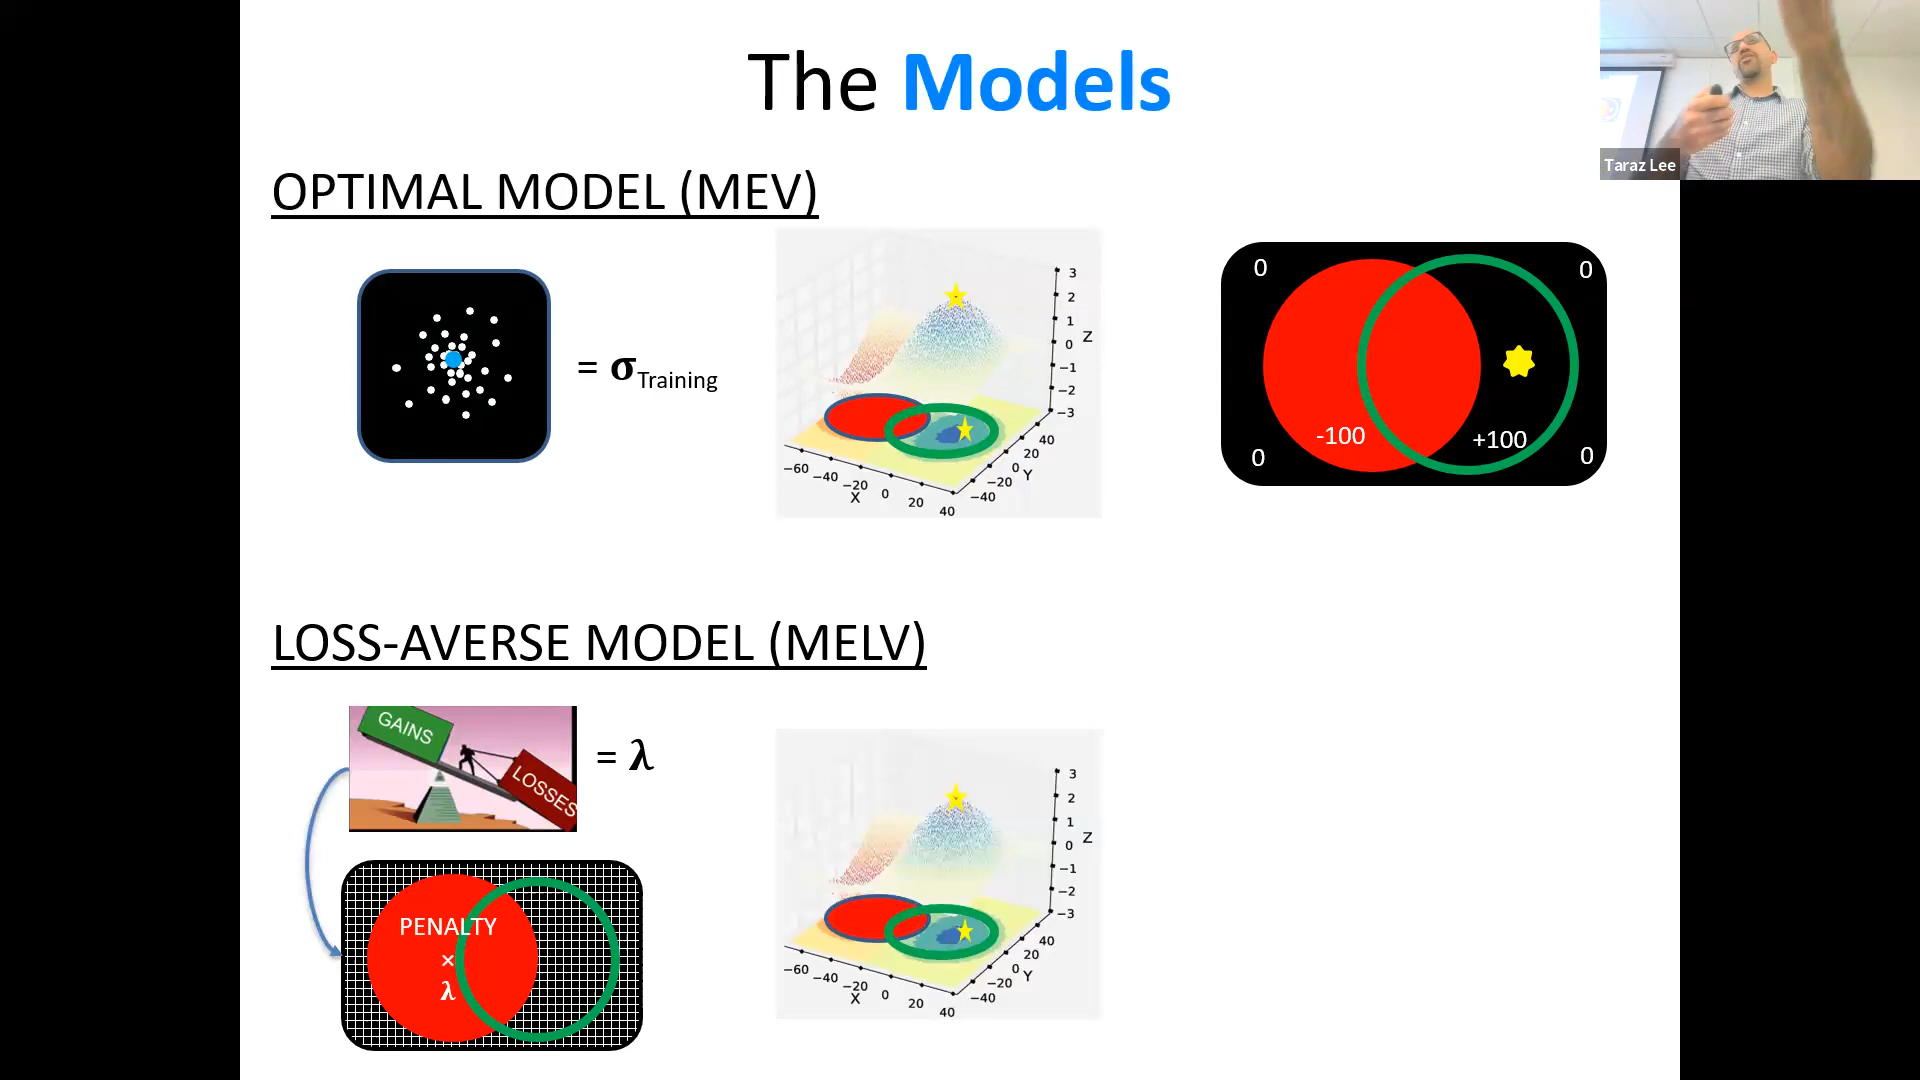 The Models
Taraz Lee
OPTIMAL MODEL (MEV)
= σTraining
3
2
1
0
−1
−2
−3
Z
−60
−40
−20
0
20
40
X
−40
−20
0
20
40
Y
0
0
-100
+100
0
0
LOSS-AVERSE MODEL (MELV)
GAINS
LOSSES
= λ
PENALTY
×
λ
3
2
1
0
−1
−2
−3
Z
−60
−40
−20
0
20
40
X
−40
−20
0
20
40
Y